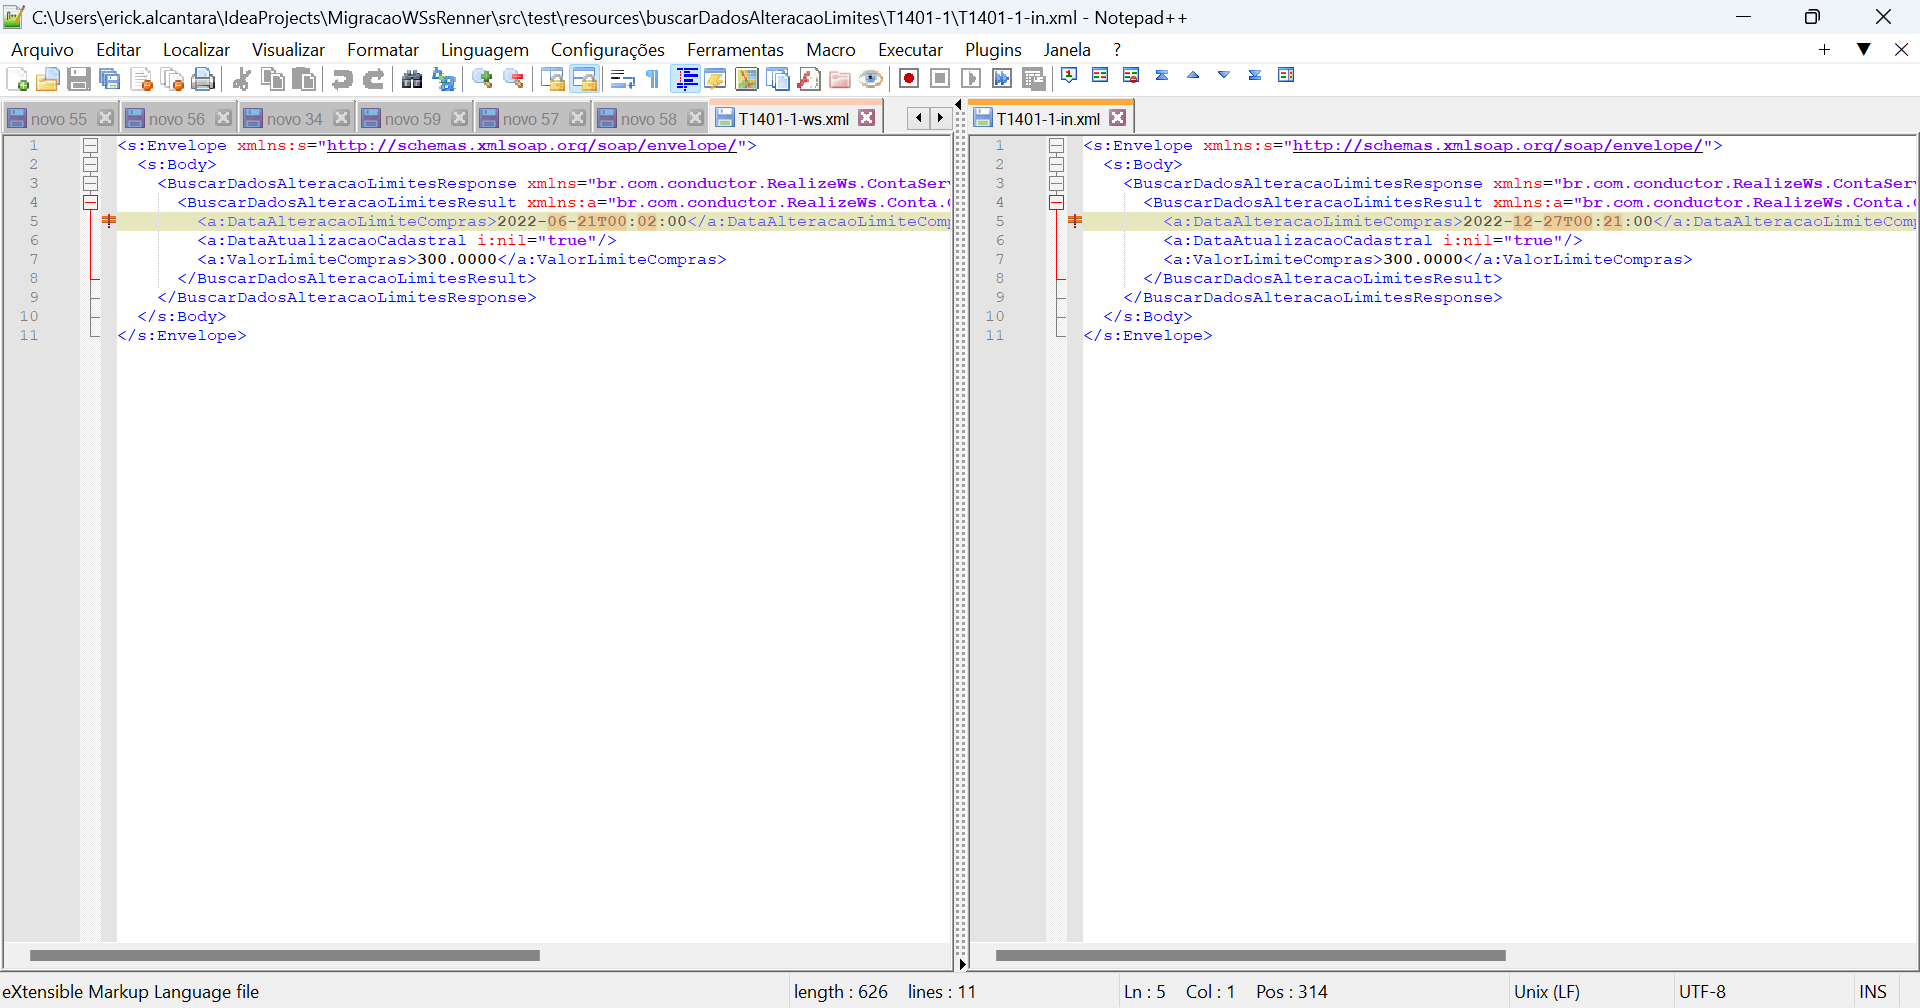 C:\Users\erick.alcantara\IdeaProjects\MigracaoWSsRenner\src\test\resources\buscarDadosAlteracaoLimites\T1401-1\T1401-1-in.xml - Notepad++
Arquivo Editar Localizar Visualizar Formatar Linguagem Configurações Ferramentas Macro Executar Plugins Janela ?
novo 55 novo 56 novo 34 novo 59 novo 57 novo 58 T1401-1-ws.xml
1 <s:Envelope xmlns:s="http://schemas.xmlsoap.org/soap/envelope/">
2 <s:Body>
3 <BuscarDadosAlteracaoLimitesResponse xmlns="br.com.conductor.RealizeWs.ContaSer
4 <BuscarDadosAlteracaoLimitesResult xmlns:a="br.com.conductor.RealizeWs.Conta.
5 <a:DataAlteracaoLimiteCompras>2022-06-21T00:02:00</a:DataAlteracaoLimiteCom
6 <a:DataAtualizacaoCadastral i:nil="true"/>
7 <a:ValorLimiteCompras>300.0000</a:ValorLimiteCompras>
8 </BuscarDadosAlteracaoLimitesResult>
9 </BuscarDadosAlteracaoLimitesResponse>
10 </s:Body>
11 </s:Envelope>
T1401-1-in.xml
1 <s:Envelope xmlns:s="http://schemas.xmlsoap.org/soap/envelope/">
2 <s:Body>
3 <BuscarDadosAlteracaoLimitesResponse xmlns="br.com.conductor.RealizeWs.ContaSer
4 <BuscarDadosAlteracaoLimitesResult xmlns:a="br.com.conductor.RealizeWs.Conta.
5 <a:DataAlteracaoLimiteCompras>2022-12-27T00:21:00</a:DataAlteracaoLimiteCom
6 <a:DataAtualizacaoCadastral i:nil="true"/>
7 <a:ValorLimiteCompras>300.0000</a:ValorLimiteCompras>
8 </BuscarDadosAlteracaoLimitesResult>
9 </BuscarDadosAlteracaoLimitesResponse>
10 </s:Body>
11 </s:Envelope>
eXtensible Markup Language file length : 626 lines : 11 Ln : 5 Col : 1 Pos : 314 Unix (LF) UTF-8 INS